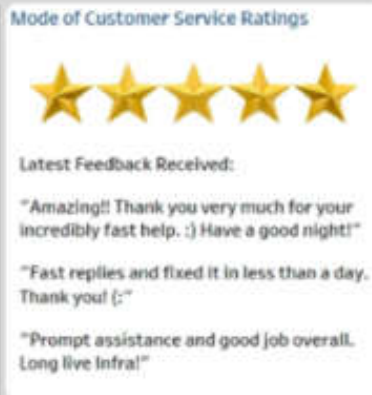 Mode of Customer Service Ratings
Latest Feedback Received:
"Amazing!! Thank you very much for your
incredibly fast help. :) Have a good night!"
"Fast replies and fixed it in less than a day.
Thank you! (:"
"Prompt assistance and good job overall.
Long live Infra!"